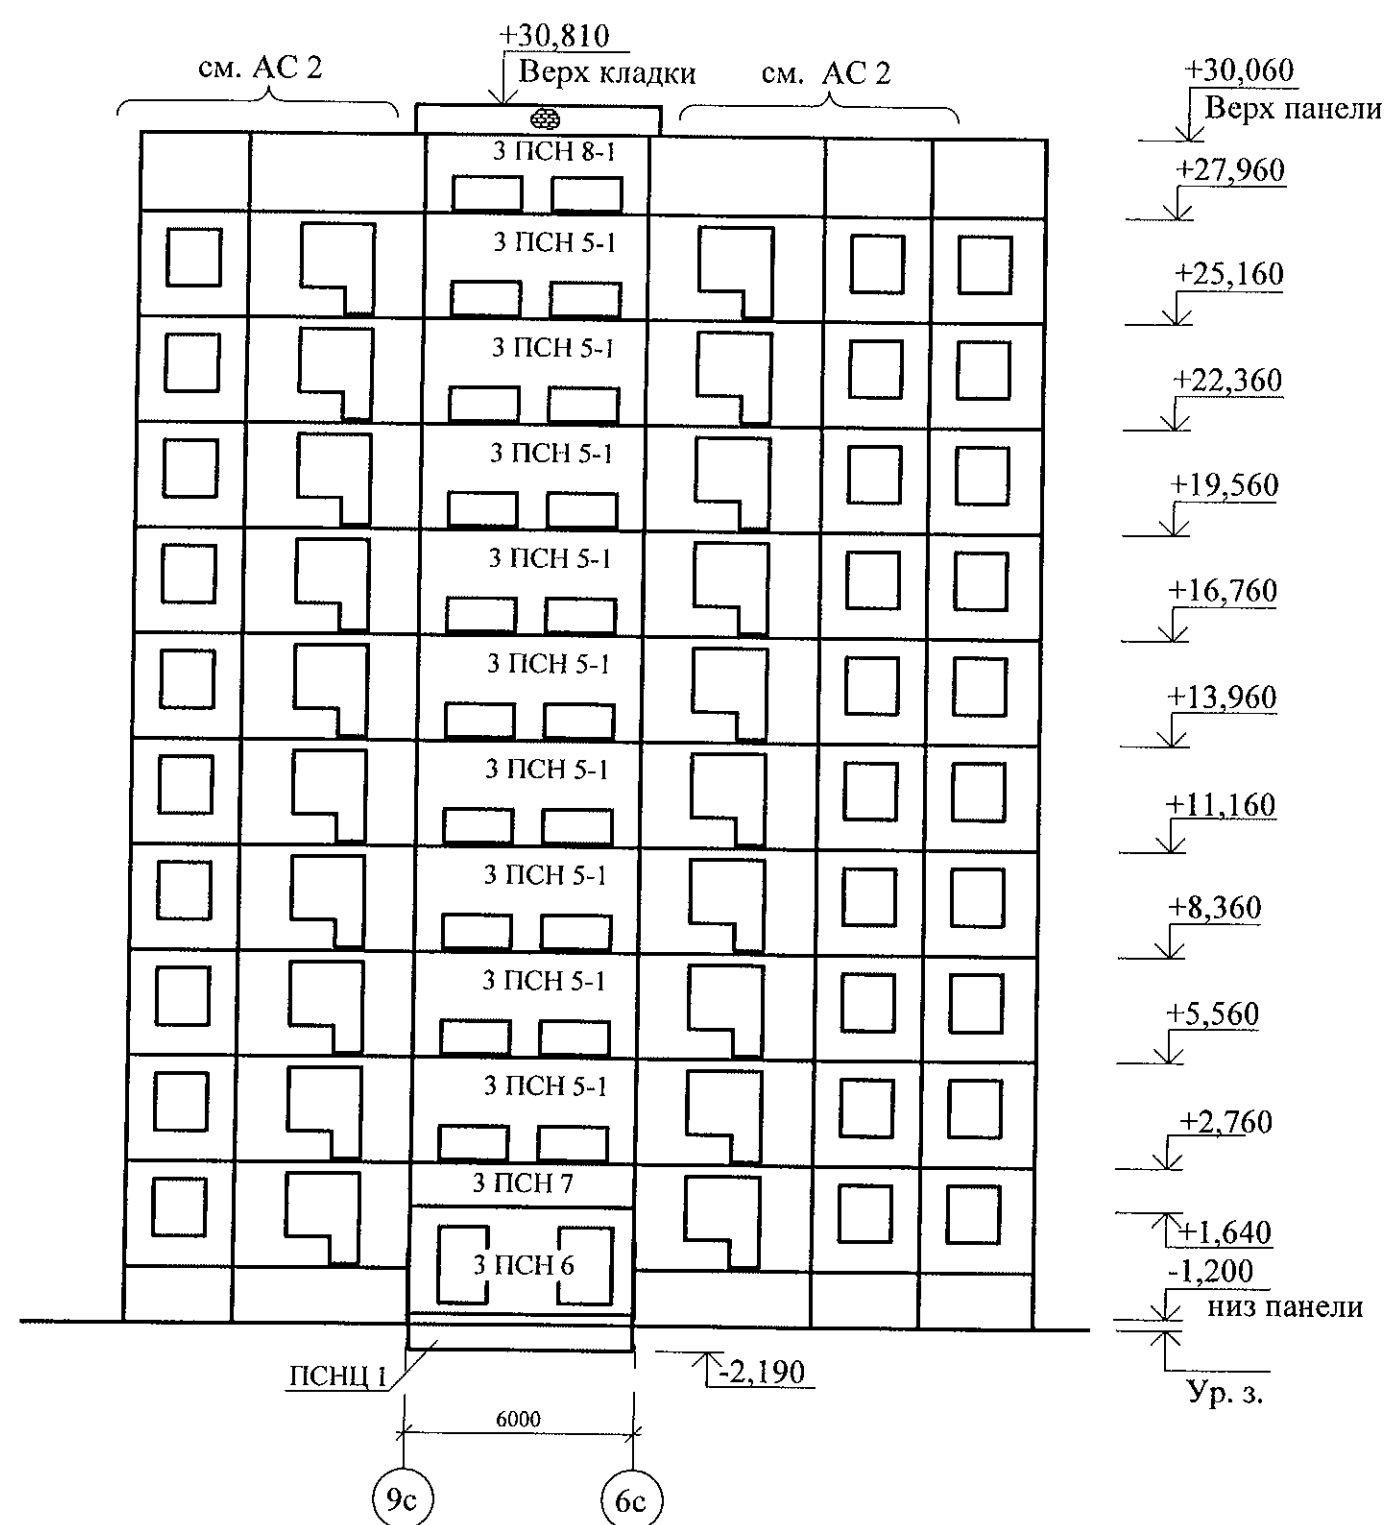 +30,810
Верх кладки
см. АС 2
см. АС 2
+30,060
Верх панели
3 ПСН 8-1
+27,960
3 ПСН 5-1
+25,160
3 ПСН 5-1
+22,360
3 ПСН 5-1
+19,560
3 ПСН 5-1
+16,760
3 ПСН 5-1
+13,960
3 ПСН 5-1
+11,160
3 ПСН 5-1
+8,360
3 ПСН 5-1
+5,560
3 ПСН 5-1
+2,760
3 ПСН 7
+1,640
3 ПСН 6
-1,200
низ панели
ПСНЦ 1
-2,190
Ур. з.
6000
9с
6с